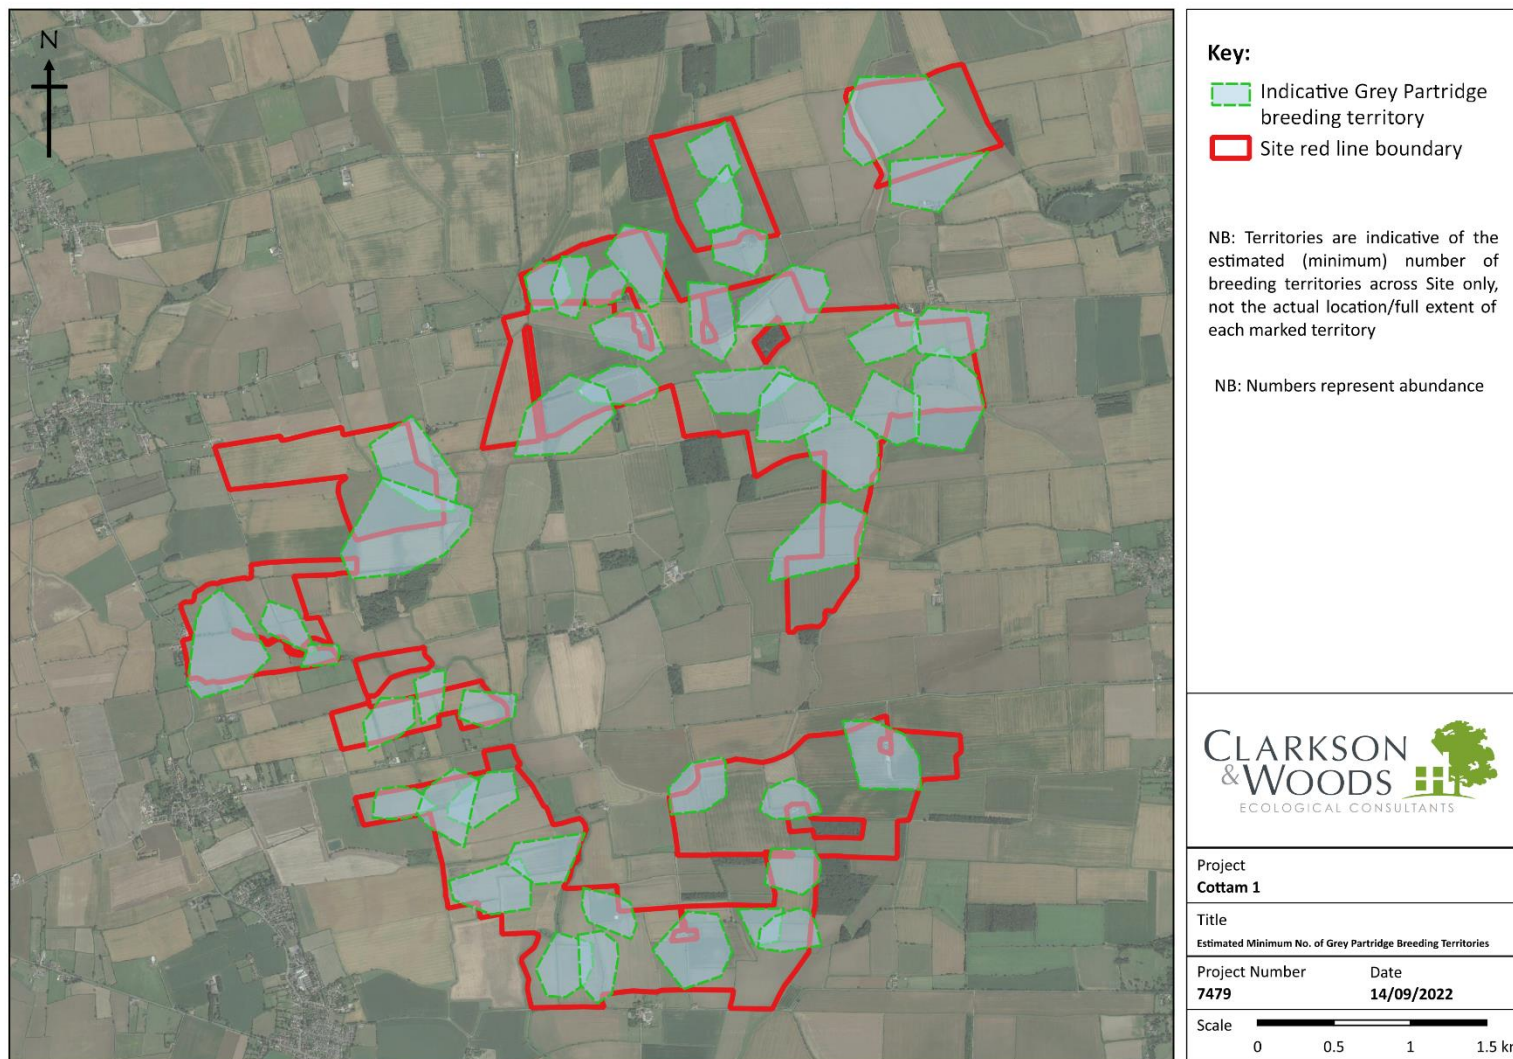 N
Key:
Indicative Grey Partridge
breeding territory
Site red line boundary
NB: Territories are indicative of the
estimated (minimum) number of
breeding territories across Site only,
not the actual location/full extent of
each marked territory
NB: Numbers represent abundance
CLARKSON
& WOODS
ECOLOGICAL CONSULTANTS
Project
Cottam 1
Title
Estimated Minimum No. of Grey Partridge Breeding Territories
Project Number Date
7479 14/09/2022
Scale
0 0.5 1 1.5 km